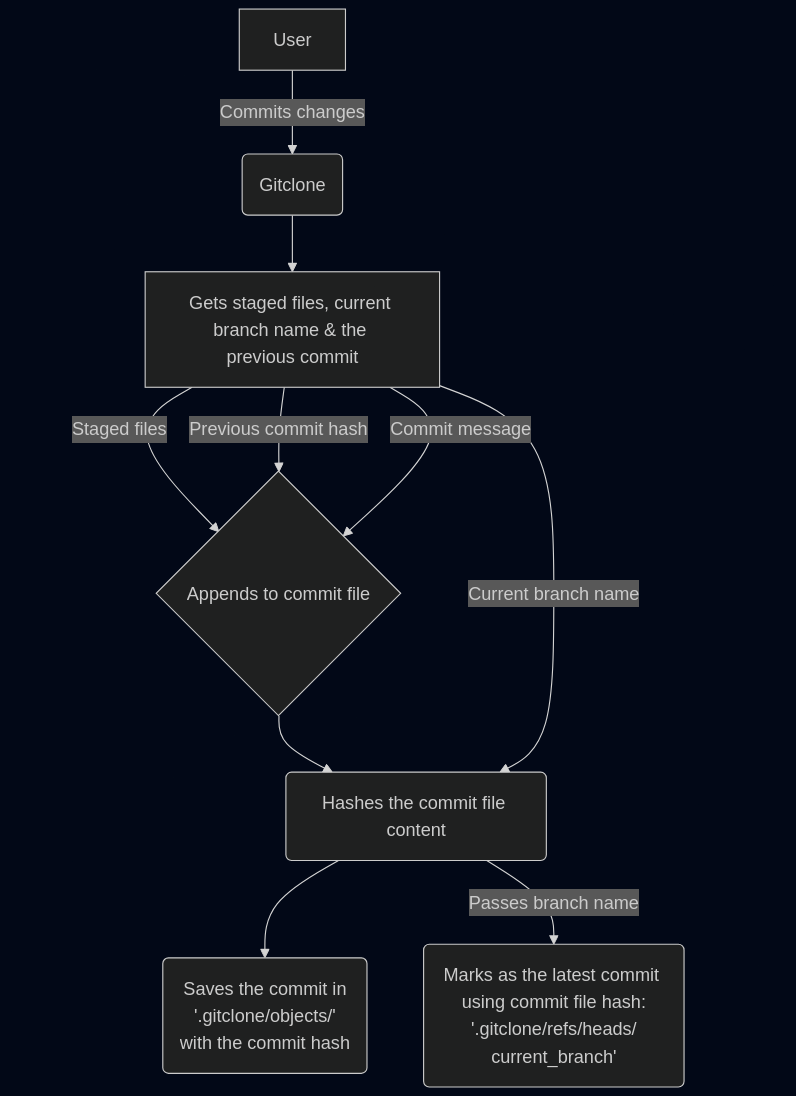 User
Commits changes
Gitclone
Gets staged files, current
branch name & the
previous commit
Staged files
Previous commit hash
Commit message
Appends to commit file
Current branch name
Hashes the commit file
content
Passes branch name
Saves the commit in
'.gitclone/objects/'
with the commit hash
Marks as the latest commit
using commit file hash:
'.gitclone/refs/heads/
current_branch'